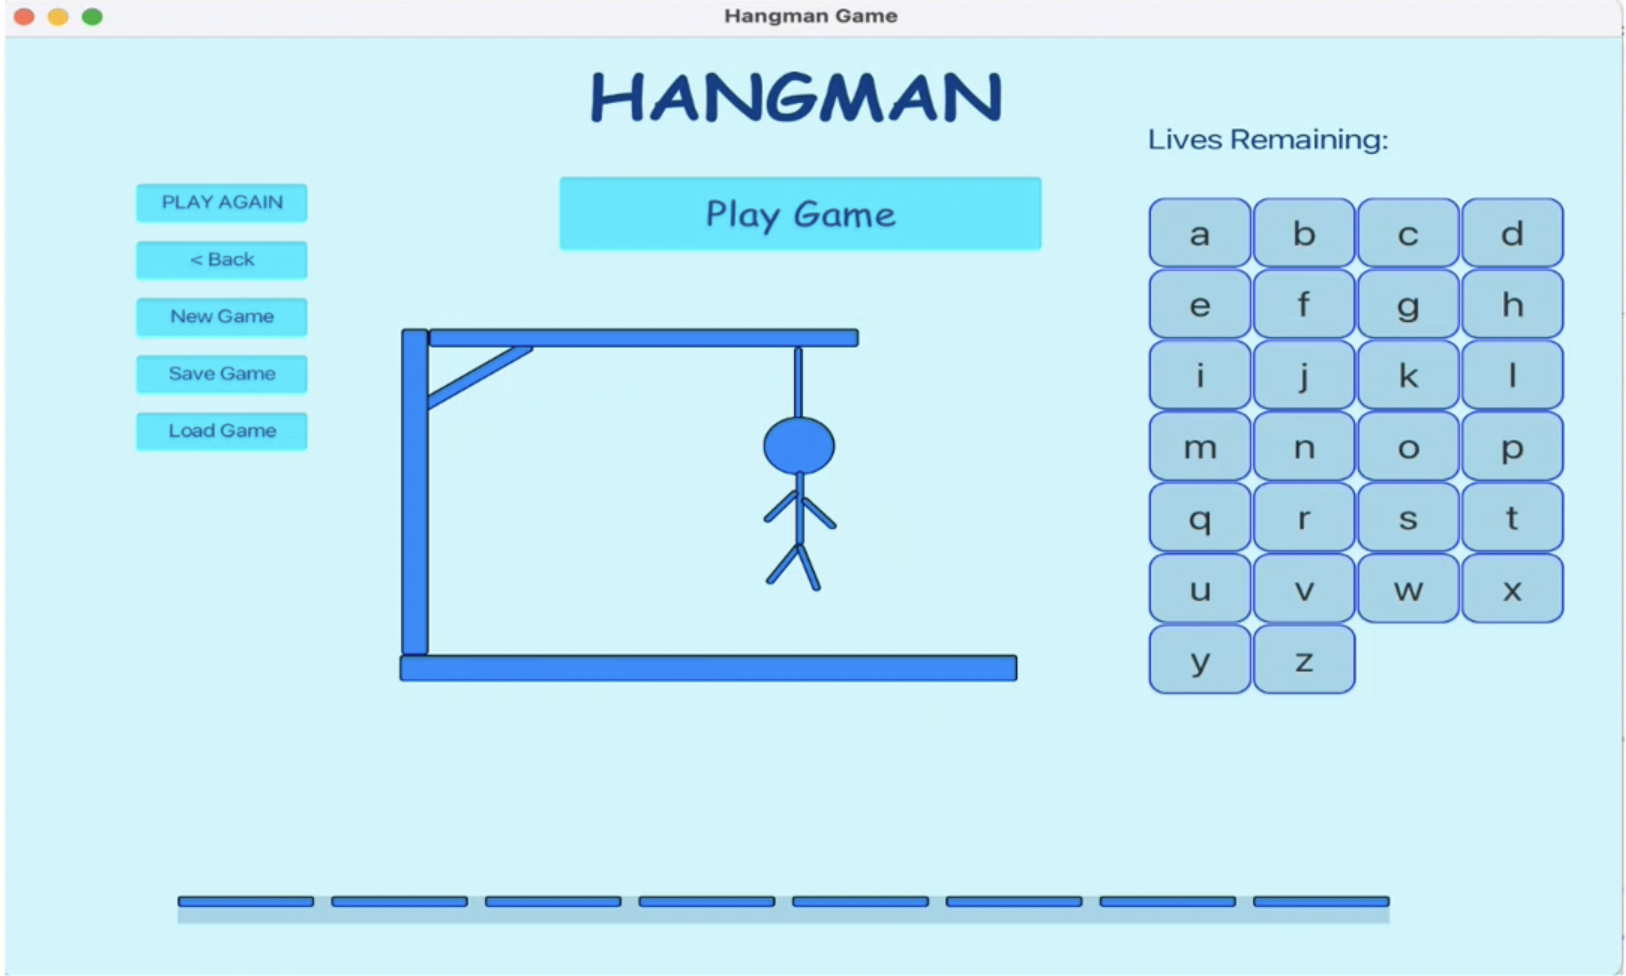 Hangman Game
HANGMAN
Lives Remaining:
PLAY AGAIN
< Back
New Game
Save Game
Load Game
Play Game
a b c d
e f g h
i j k l
m n o p
q r s t
u v w x
y z